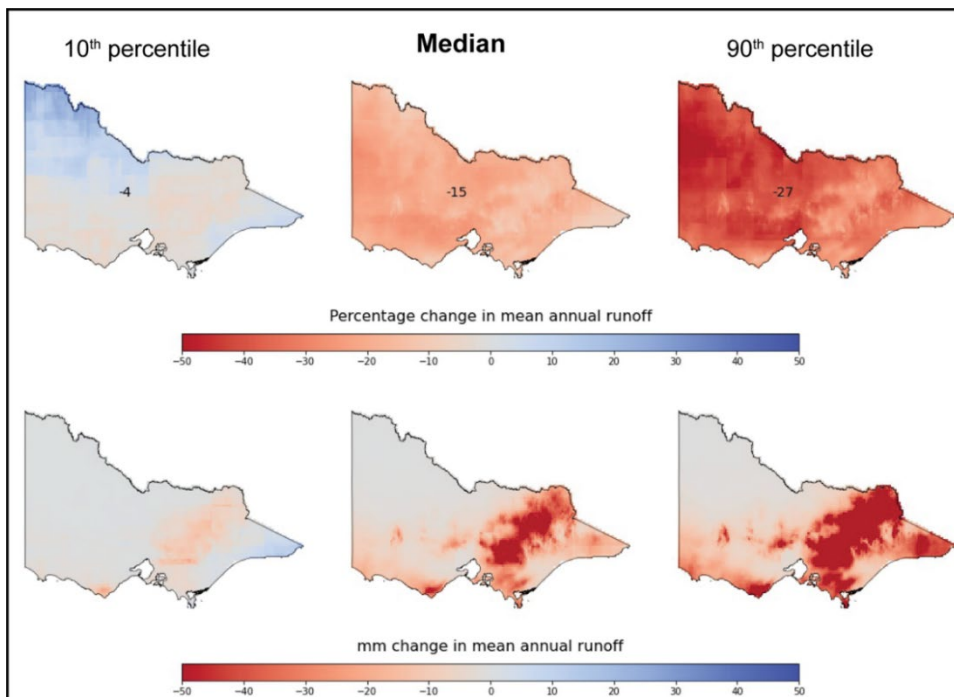 10th percentile
Median
90th percentile
-4
-15
-27
Percentage change in mean annual runoff
−50 −40 −30 −20 −10 0 10 20 30 40 50
mm change in mean annual runoff
−50 −40 −30 −20 −10 0 10 20 30 40 50